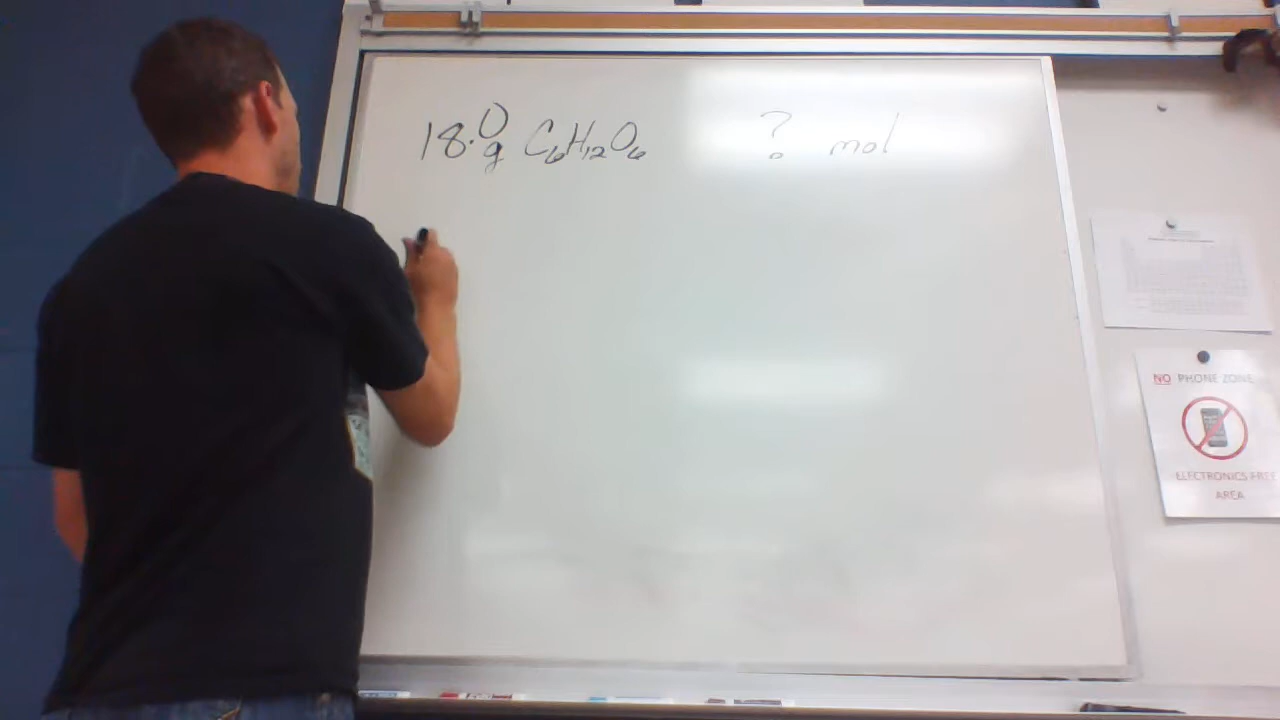 18.0 g C₆H₁₂O₆ ? mol
NO PHONE ZONE
ELECTRONICS FREE
AREA